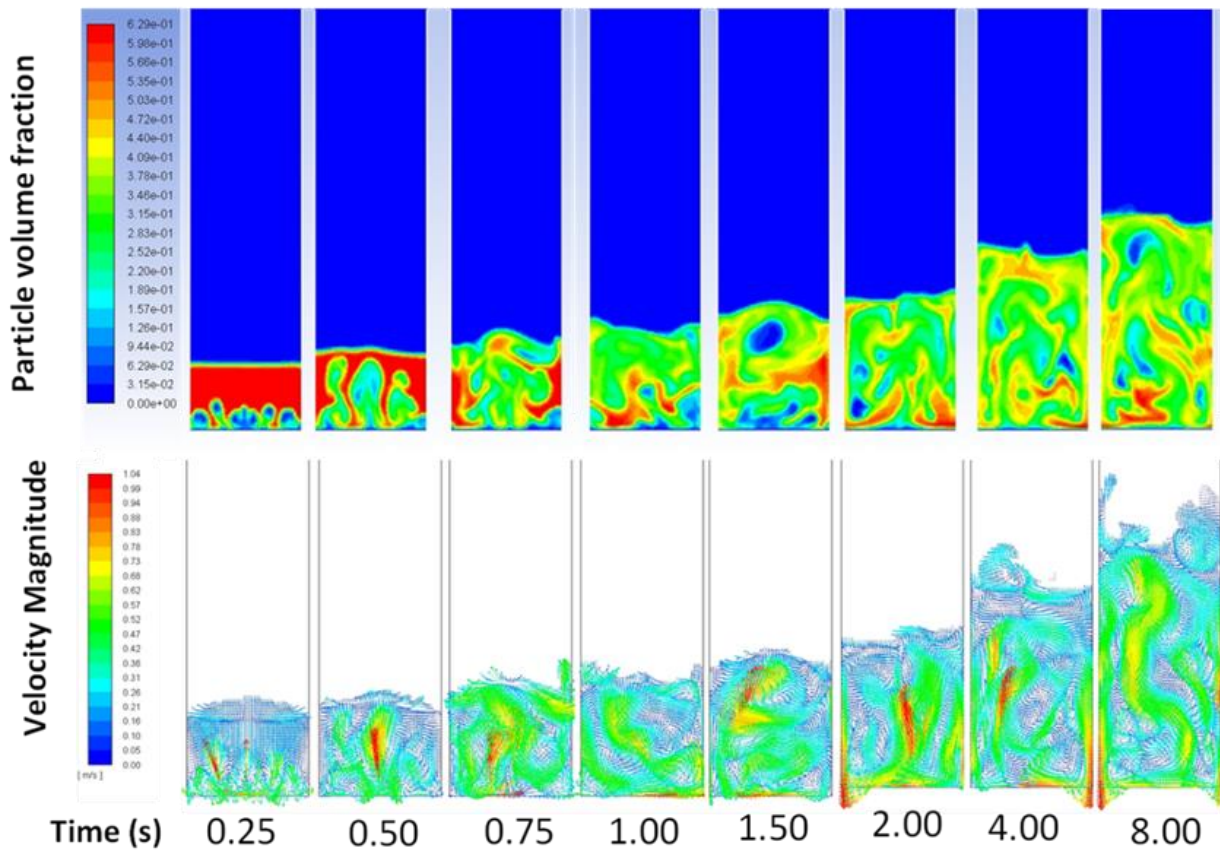 Particle volume fraction
6.29e-01
5.98e-01
5.66e-01
5.35e-01
5.03e-01
4.72e-01
4.40e-01
4.09e-01
3.78e-01
3.46e-01
3.15e-01
2.83e-01
2.52e-01
2.20e-01
1.89e-01
1.57e-01
1.26e-01
9.44e-02
6.29e-02
3.15e-02
0.00e+00
Velocity Magnitude
1.04
0.99
0.94
0.88
0.83
0.78
0.73
0.68
0.62
0.57
0.52
0.47
0.42
0.36
0.31
0.26
0.21
0.16
0.10
0.05
0.00
[ m/s ]
Time (s) 0.25 0.50 0.75 1.00 1.50 2.00 4.00 8.00